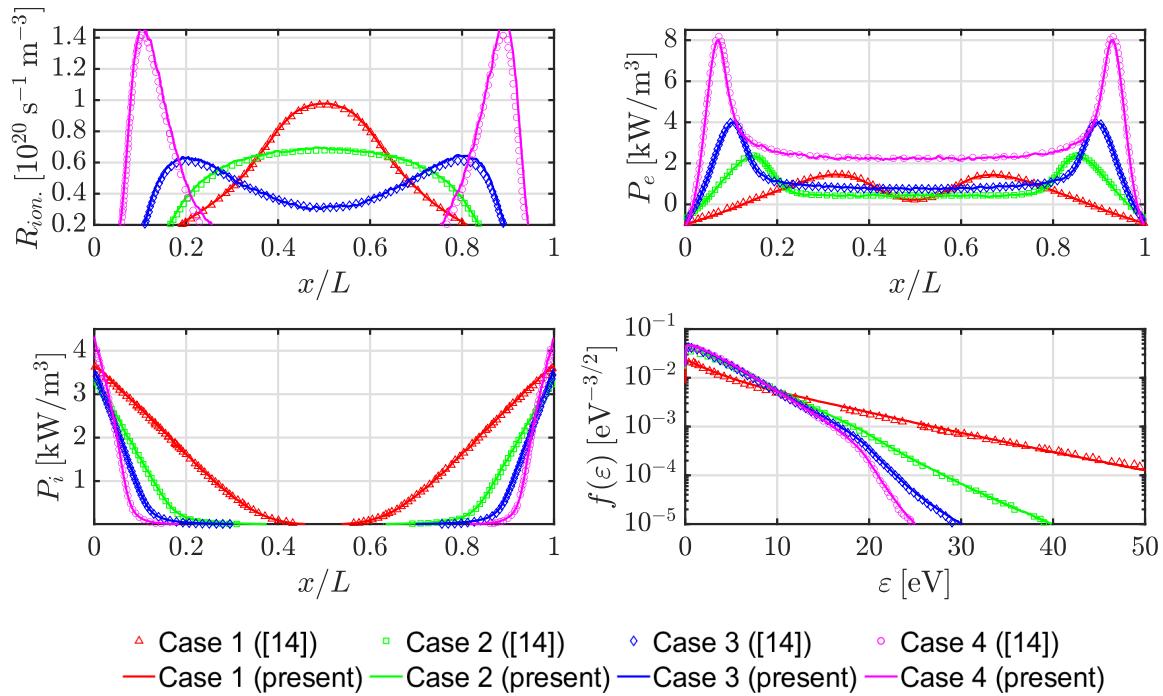 R_ion. [10^20 s^−1 m^−3]
1.4
1.2
1
0.8
0.6
0.4
0.2
0 0.2 0.4 0.6 0.8 1
x/L
P_e [kW/m^3]
8
6
4
2
0
0 0.2 0.4 0.6 0.8 1
x/L
P_i [kW/m^3]
4
3
2
1
0 0.2 0.4 0.6 0.8 1
x/L
f(ε) [eV^−3/2]
10^−1
10^−2
10^−3
10^−4
10^−5
0 10 20 30 40 50
ε [eV]
Case 1 ([14]) Case 2 ([14]) Case 3 ([14]) Case 4 ([14])
Case 1 (present) Case 2 (present) Case 3 (present) Case 4 (present)